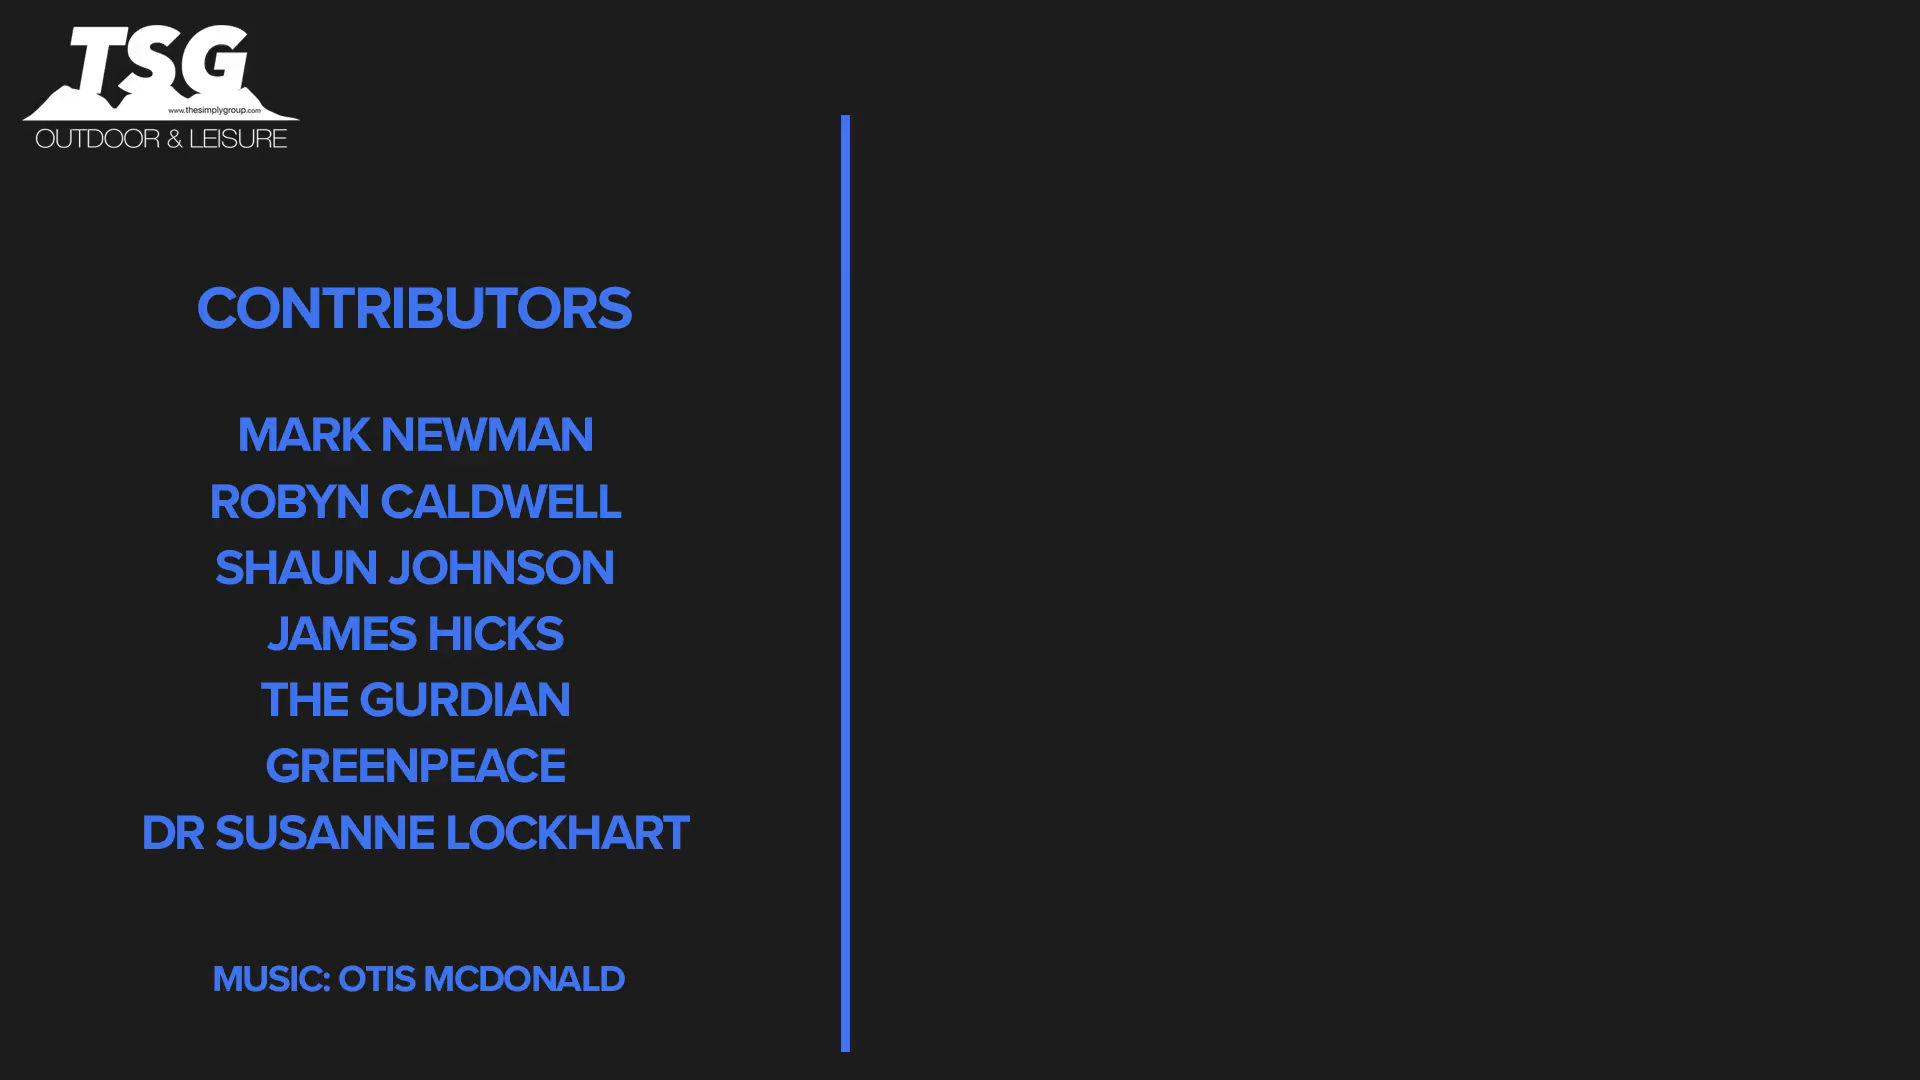 TSG
www.thesimplygroup.com
OUTDOOR & LEISURE
CONTRIBUTORS
MARK NEWMAN
ROBYN CALDWELL
SHAUN JOHNSON
JAMES HICKS
THE GURDIAN
GREENPEACE
DR SUSANNE LOCKHART
MUSIC: OTIS MCDONALD